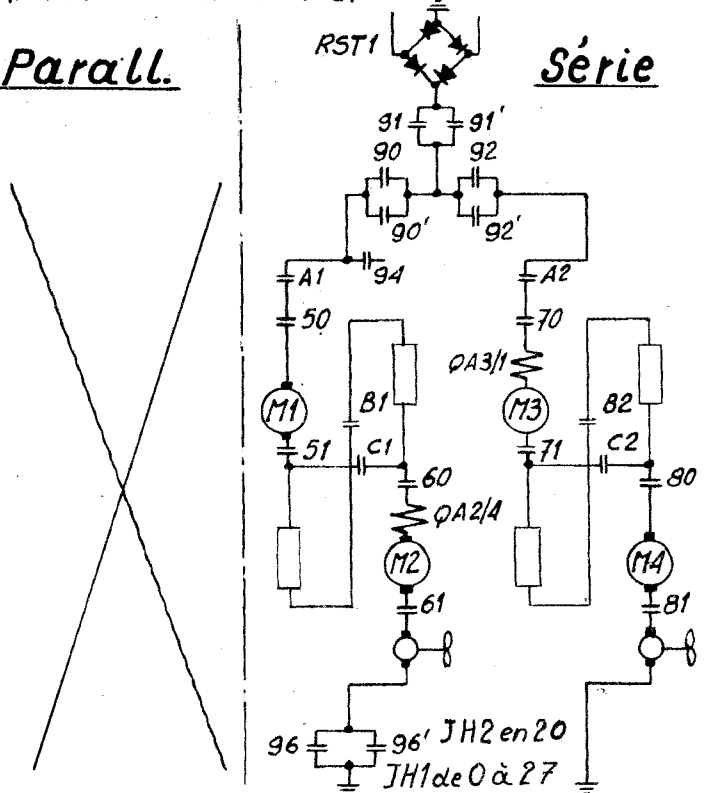 Parall.
Série
RST1
91 91'
90 92
90' 92'
94
A1 A2
50 70
QA3/1
M1 B1 M3 B2
51 C1 71 C2
60 80
QA2/4
M2 M4
61 81
96 96' JH2 en 20
JH1 de 0 à 27